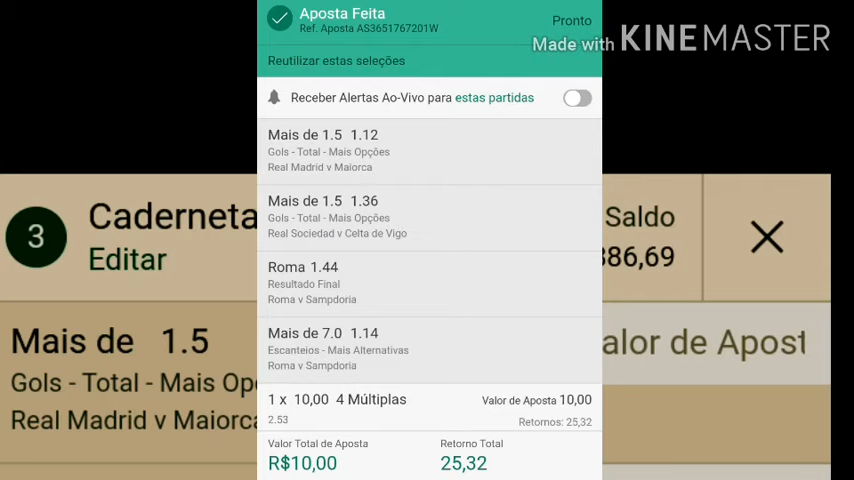 Aposta Feita
Ref. Aposta AS3651767201W
Pronto
Made with KINEMASTER
Reutilizar estas seleções
Receber Alertas Ao-Vivo para estas partidas
Mais de 1.5 1.12
Gols - Total - Mais Opções
Real Madrid v Maiorca
Mais de 1.5 1.36
Gols - Total - Mais Opções
Real Sociedad v Celta de Vigo
Roma 1.44
Resultado Final
Roma v Sampdoria
Mais de 7.0 1.14
Escanteios - Mais Alternativas
Roma v Sampdoria
1 x 10,00 4 Múltiplas
Valor de Aposta 10,00
2.53
Retornos: 25,32
Valor Total de Aposta
Retorno Total
R$10,00
25,32
3
Caderneta
Editar
Saldo
86,69
Mais de 1.5
Gols - Total - Mais
Real Madrid v Maiorca